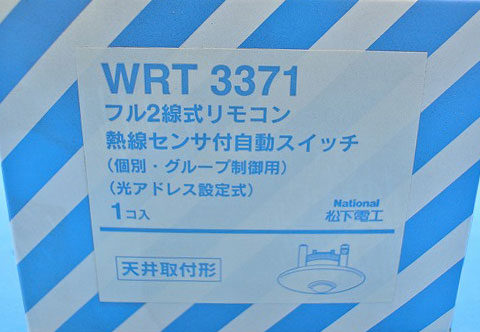 WRT 3371
フル2線式リモコン
熱線センサ付自動スイッチ
(個別・グループ制御用)
(光アドレス設定式)
1コ入
National
松下電工
天井取付形